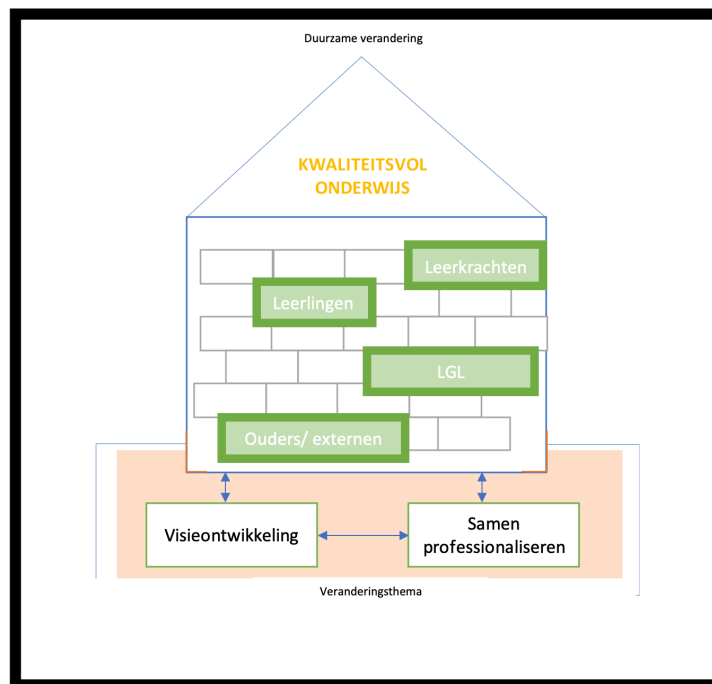 Duurzame verandering
KWALITEITSVOL
ONDERWIJS
Leerkrachten
Leerlingen
LGL
Ouders/ externen
Visieontwikkeling
Samen
professionaliseren
Veranderingsthema